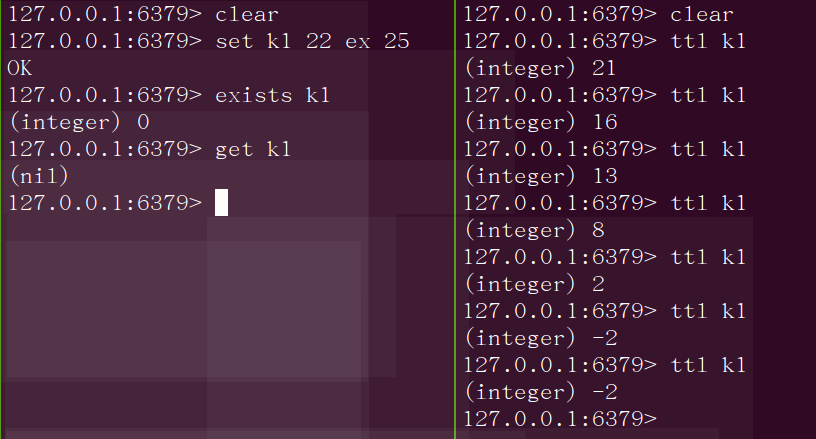 127.0.0.1:6379> clear
127.0.0.1:6379> set k1 22 ex 25
OK
127.0.0.1:6379> exists k1
(integer) 0
127.0.0.1:6379> get k1
(nil)
127.0.0.1:6379>
127.0.0.1:6379> clear
127.0.0.1:6379> ttl k1
(integer) 21
127.0.0.1:6379> ttl k1
(integer) 16
127.0.0.1:6379> ttl k1
(integer) 13
127.0.0.1:6379> ttl k1
(integer) 8
127.0.0.1:6379> ttl k1
(integer) 2
127.0.0.1:6379> ttl k1
(integer) -2
127.0.0.1:6379> ttl k1
(integer) -2
127.0.0.1:6379>